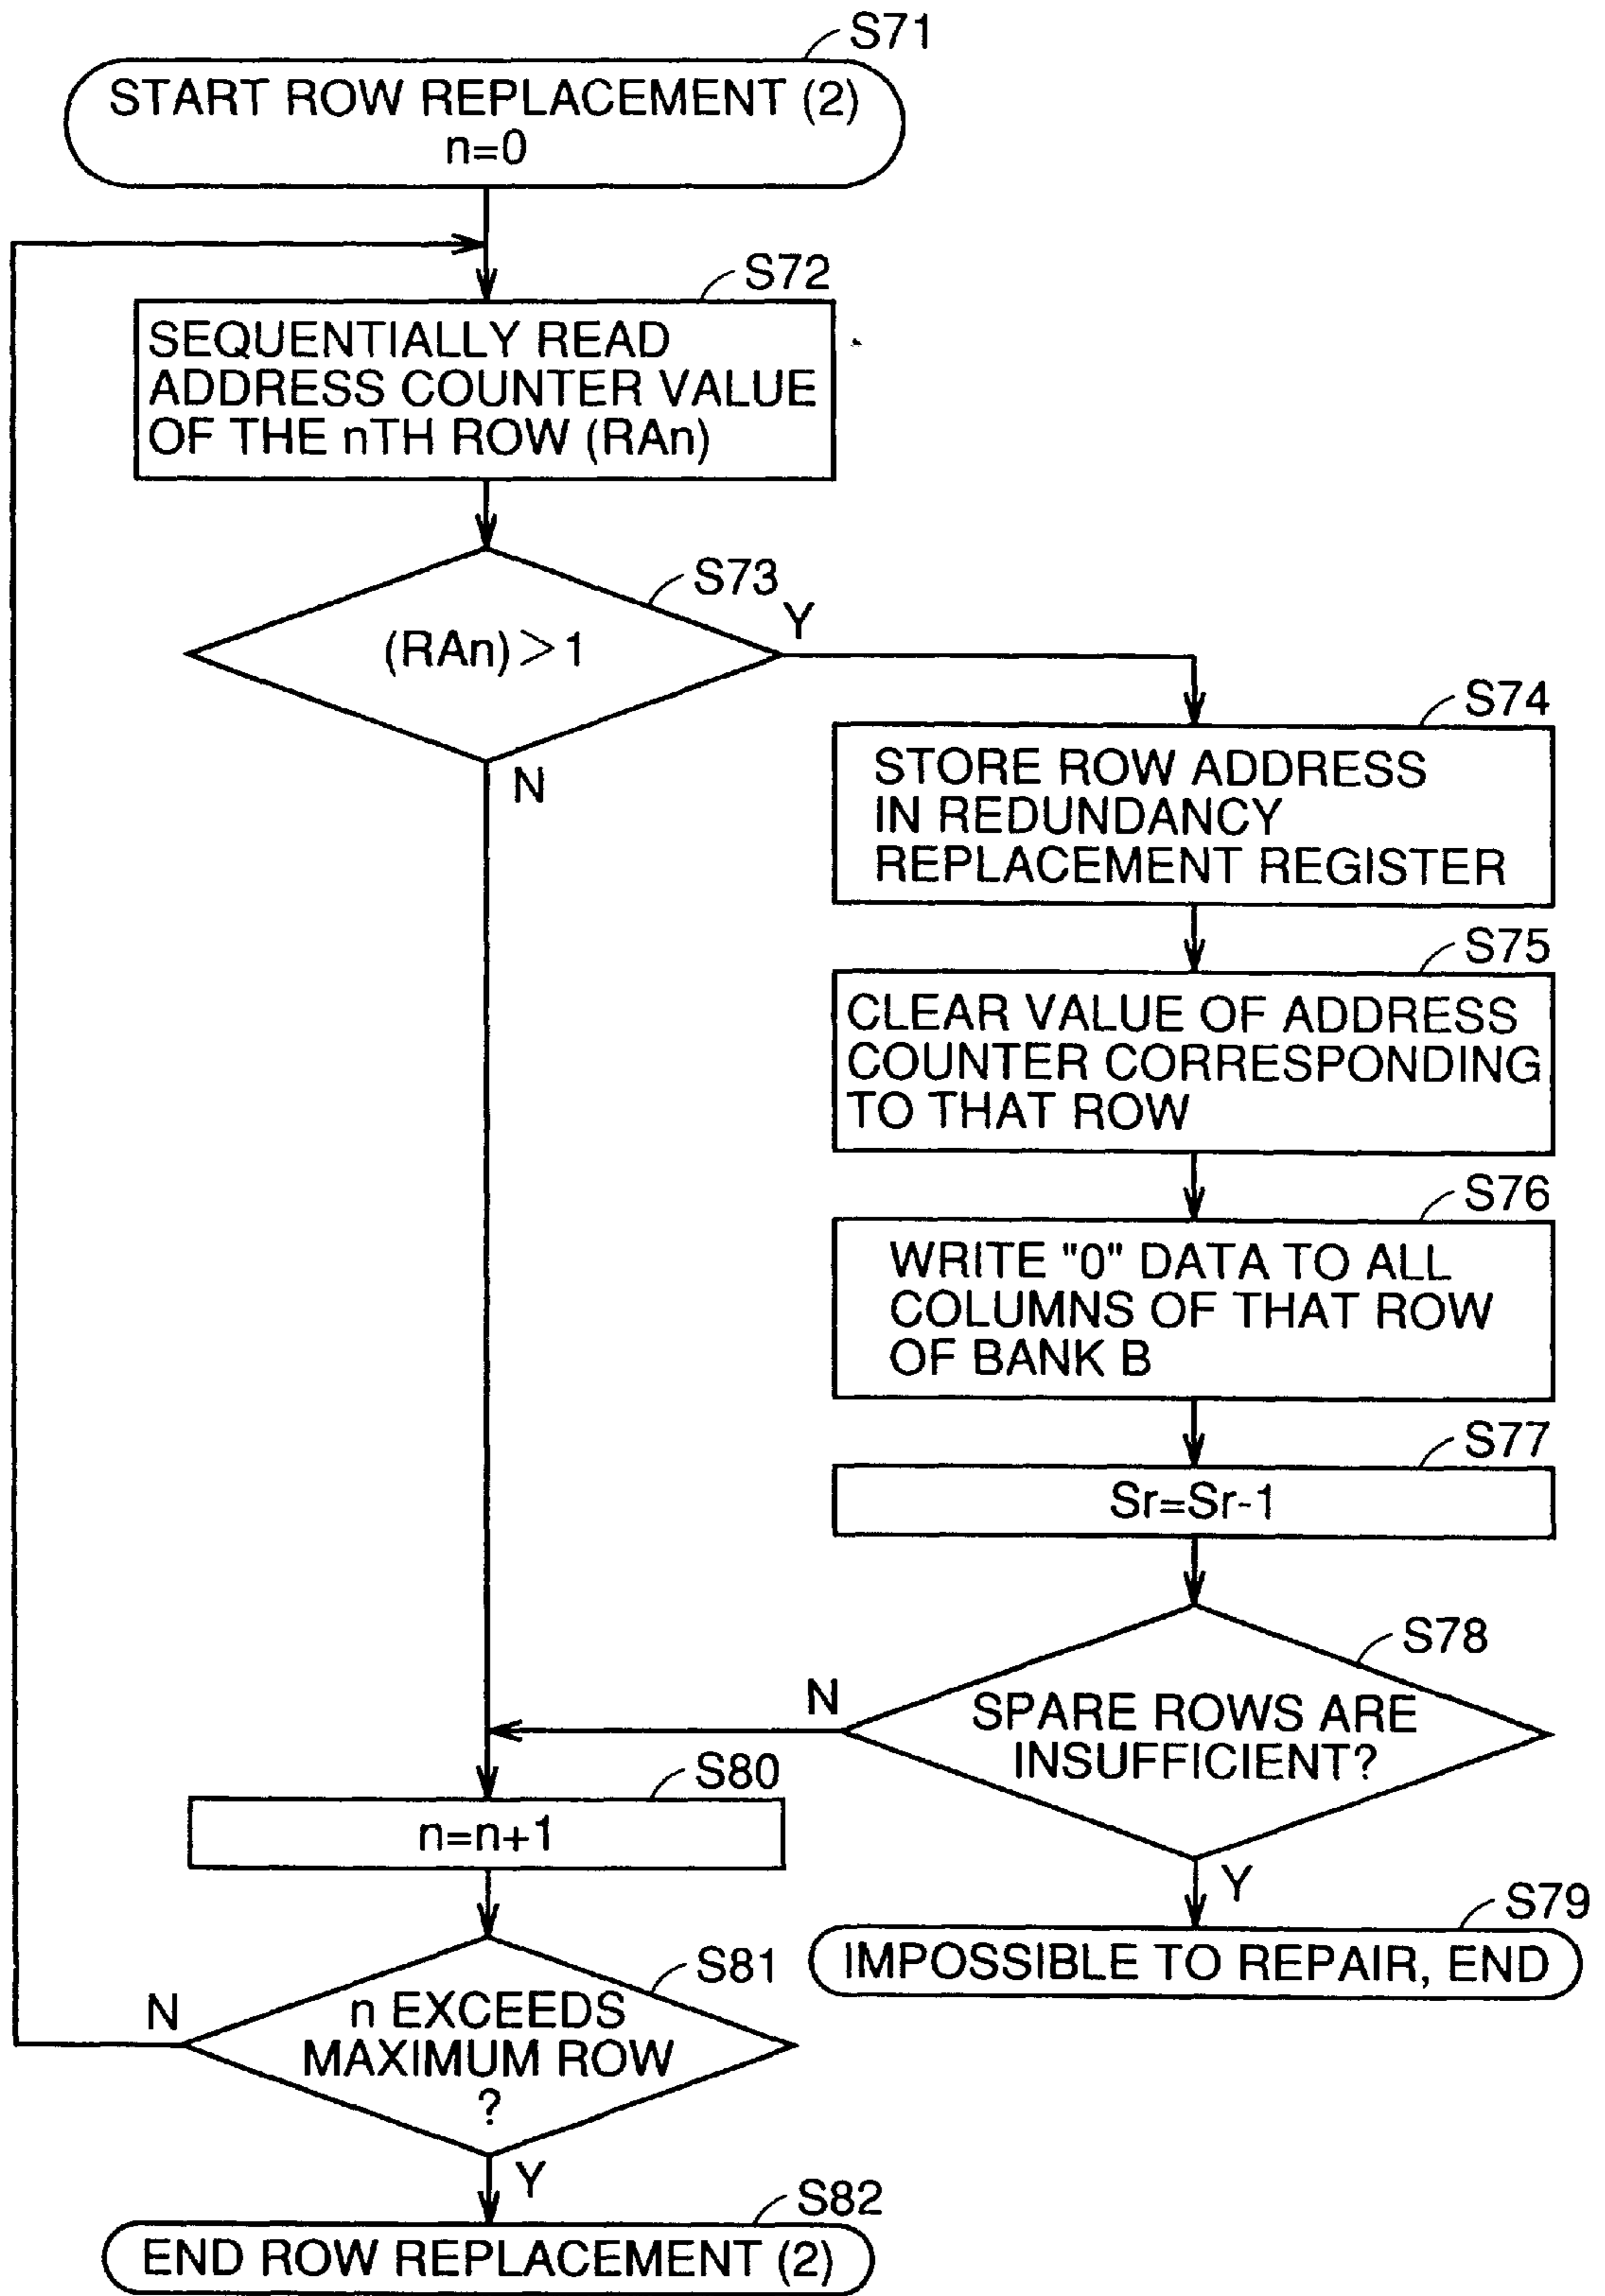 S71
START ROW REPLACEMENT (2)
n=0
S72
SEQUENTIALLY READ
ADDRESS COUNTER VALUE
OF THE nTH ROW (RAn)
S73
(RAn)>1
Y
N
S74
STORE ROW ADDRESS
IN REDUNDANCY
REPLACEMENT REGISTER
S75
CLEAR VALUE OF ADDRESS
COUNTER CORRESPONDING
TO THAT ROW
S76
WRITE "0" DATA TO ALL
COLUMNS OF THAT ROW
OF BANK B
S77
Sr=Sr-1
S78
SPARE ROWS ARE
INSUFFICIENT?
N
Y
S79
IMPOSSIBLE TO REPAIR, END
S80
n=n+1
S81
n EXCEEDS
MAXIMUM ROW
?
N
Y
S82
END ROW REPLACEMENT (2)